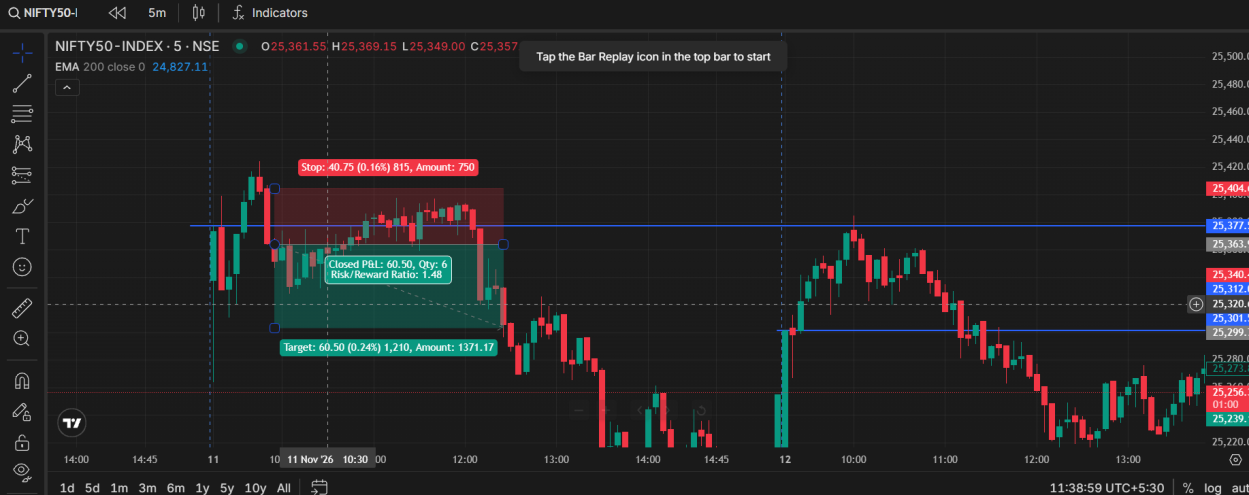 NIFTY50-I 5m Indicators
NIFTY50-INDEX · 5 · NSE O25,361.55 H25,369.15 L25,349.00 C25,357.
Tap the Bar Replay icon in the top bar to start
EMA 200 close 0 24,827.11
Stop: 40.75 (0.16%) 815, Amount: 750
Closed P&L: 60.50, Qty: 6
Risk/Reward Ratio: 1.48
Target: 60.50 (0.24%) 1,210, Amount: 1371.17
25,500.
25,480.
25,460.
25,440.
25,420.
25,404.
25,377.
25,363.
25,340.
25,312.
25,320.
25,301.
25,299.
25,280.
25,273.
25,256.
01:00
25,239.
25,220.
14:00 14:45 11 11 Nov '26 10:30 12:00 13:00 14:00 14:45 12 10:00 11:00 12:00 13:00
1d 5d 1m 3m 6m 1y 5y 10y All 11:38:59 UTC+5:30 % log